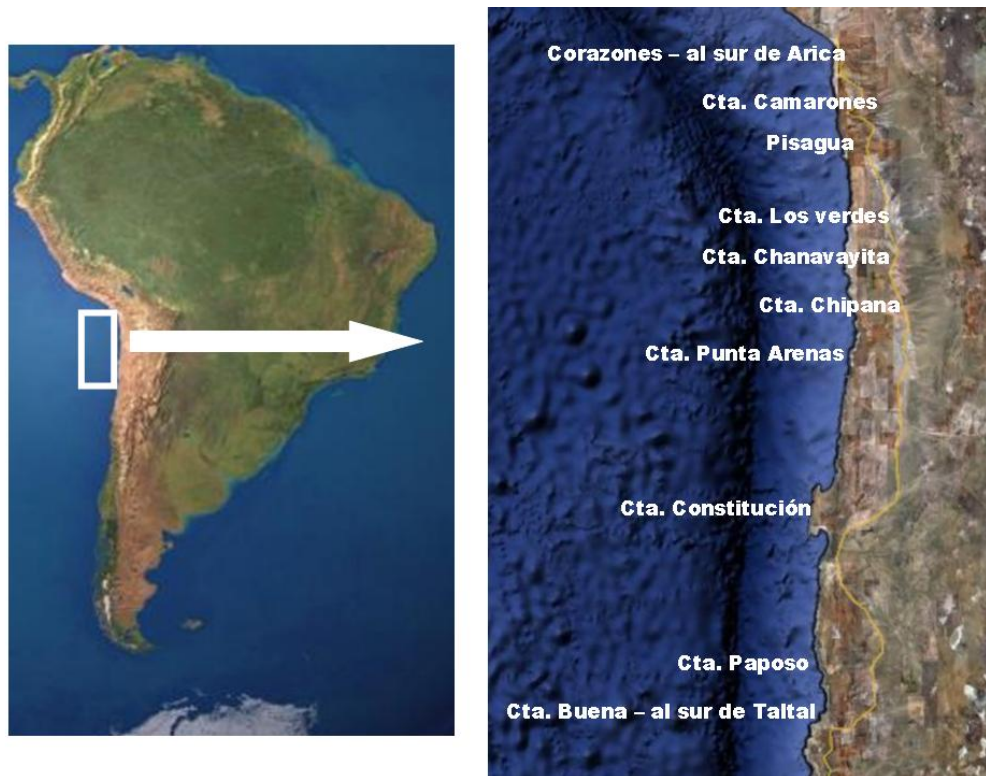 Corazones – al sur de Arica
Cta. Camarones
Pisagua
Cta. Los verdes
Cta. Chanavayita
Cta. Chipana
Cta. Punta Arenas
Cta. Constitución
Cta. Paposo
Cta. Buena – al sur de Taltal